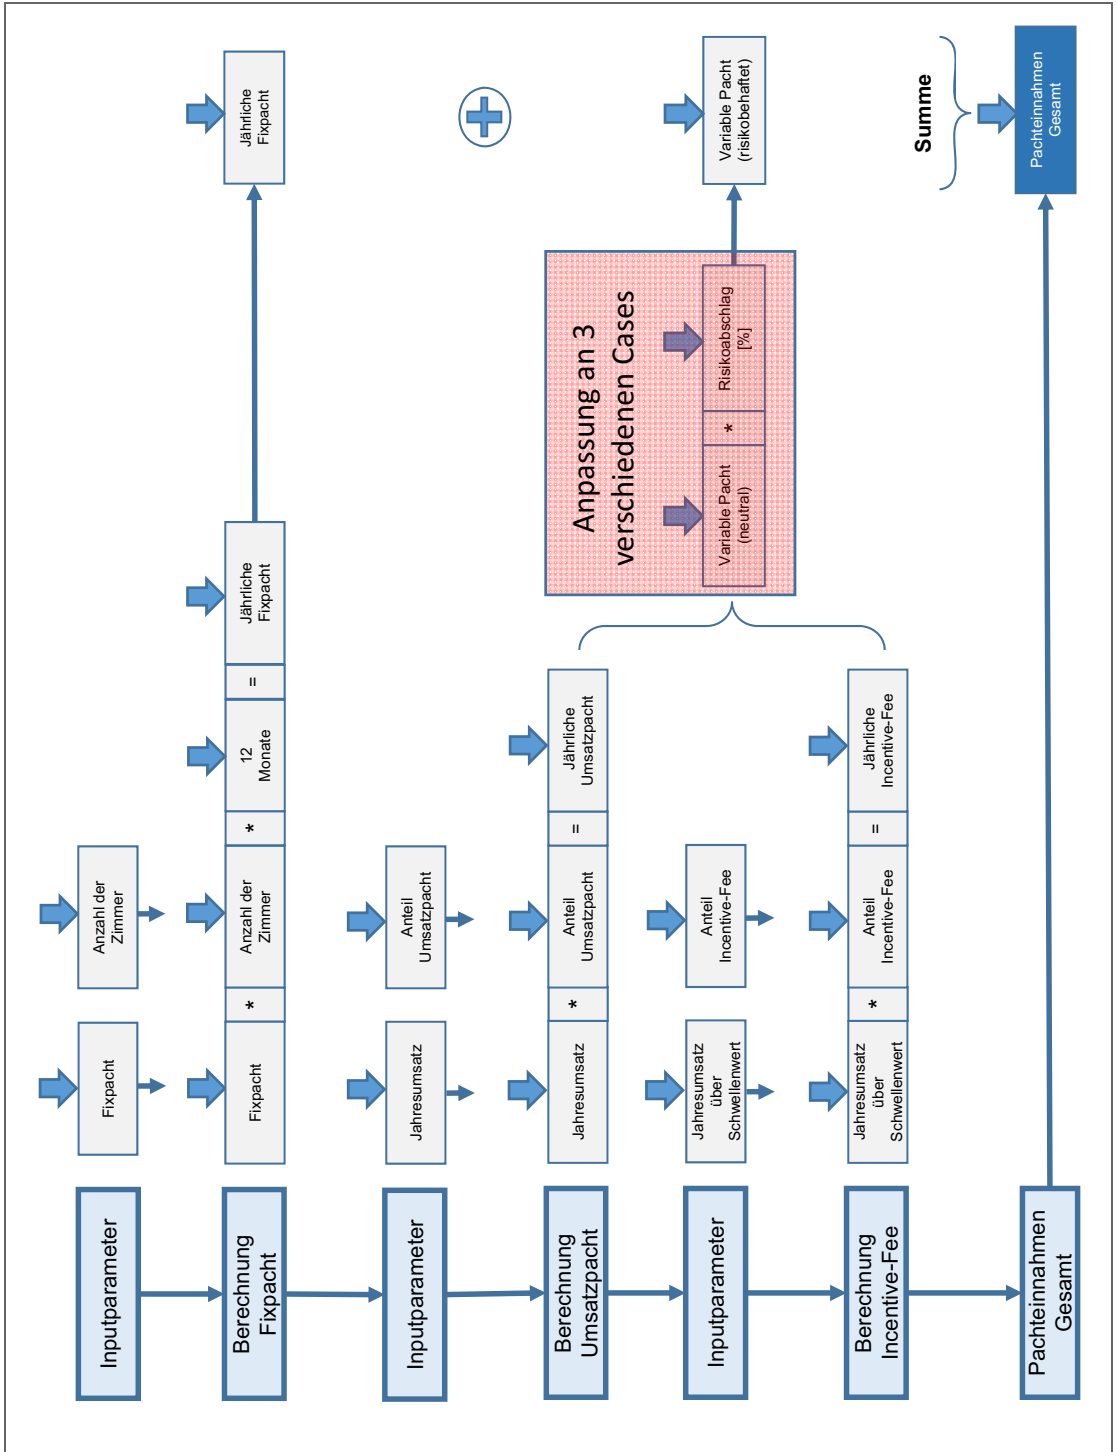 Inputparameter
Fixpacht
Anzahl der
Zimmer
Berechnung
Fixpacht
Fixpacht
*
Anzahl der
Zimmer
*
12
Monate
=
Jährliche
Fixpacht
Jährliche
Fixpacht
Inputparameter
Jahresumsatz
Anteil
Umsatzpacht
Berechnung
Umsatzpacht
Jahresumsatz
*
Anteil
Umsatzpacht
=
Jährliche
Umsatzpacht
Anpassung an 3
verschiedenen Cases
Variable Pacht
(neutral)
*
Risikoabschlag
[%]
Variable Pacht
(risikobehaftet)
Inputparameter
Jahresumsatz
über
Schwellenwert
Anteil
Incentive-Fee
Berechnung
Incentive-Fee
Jahresumsatz
über
Schwellenwert
*
Anteil
Incentive-Fee
=
Jährliche
Incentive-Fee
Summe
Pachteinnahmen
Gesamt
Pachteinnahmen
Gesamt